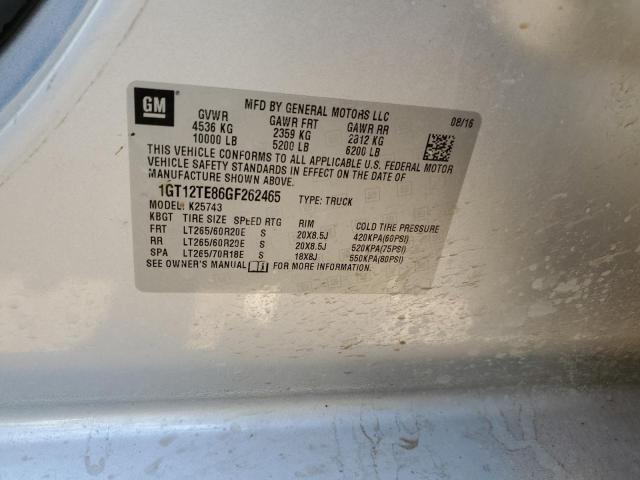 GM
MFD BY GENERAL MOTORS LLC 08/16
GVWR GAWR FRT GAWR RR
4536 KG 2359 KG 2812 KG
10000 LB 5200 LB 6200 LB
THIS VEHICLE CONFORMS TO ALL APPLICABLE U.S. FEDERAL MOTOR
VEHICLE SAFETY STANDARDS IN EFFECT ON THE DATE OF
MANUFACTURE SHOWN ABOVE.
1GT12TE86GF262465 TYPE: TRUCK
MODEL: K25743
KBGT TIRE SIZE SPEED RTG RIM COLD TIRE PRESSURE
FRT LT265/60R20E S 20X8.5J 420KPA(60PSI)
RR LT265/60R20E S 20X8.5J 520KPA(75PSI)
SPA LT265/70R18E S 18X8J 550KPA(80PSI)
SEE OWNER'S MANUAL FOR MORE INFORMATION.